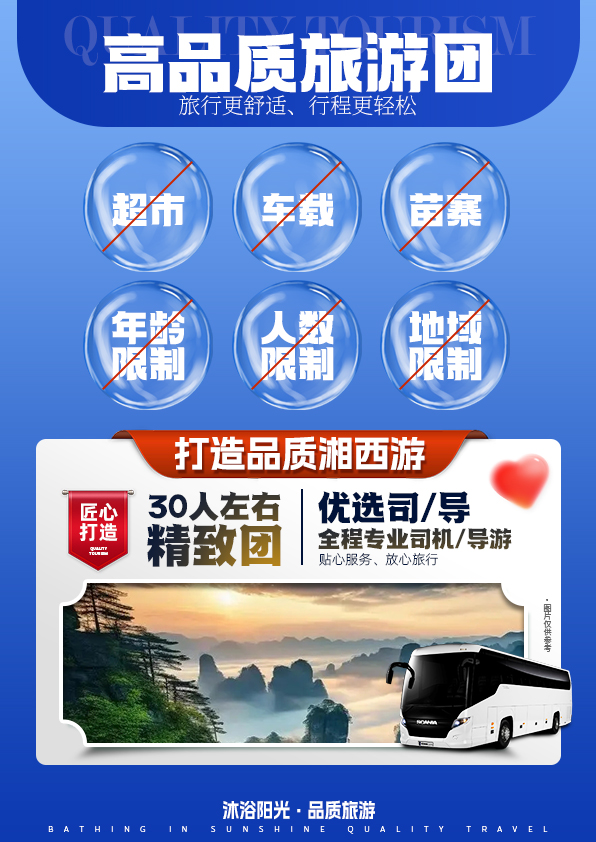 QUALITY TOURISM
高品质旅游团
旅行更舒适、行程更轻松
超市
车载
苗寨
年龄
限制
人数
限制
地域
限制
打造品质湘西游
匠心
打造
QUALITY
TOURISM
30人左右
精致团
优选司/导
全程专业司机/导游
贴心服务、放心旅行
•图片仅供参考
SCANIA
沐浴阳光·品质旅游
BATHING IN SUNSHINE QUALITY TRAVEL